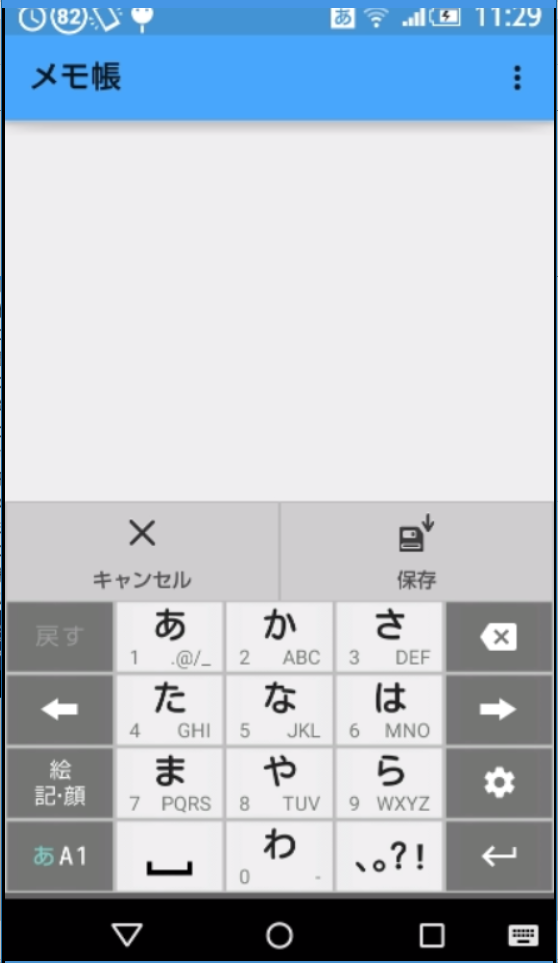 82 あ 11:29
メモ帳
キャンセル 保存
戻す あ か さ
1 .@/_ 2 ABC 3 DEF
た な は
4 GHI 5 JKL 6 MNO
絵 ま や ら
記・顔 7 PQRS 8 TUV 9 WXYZ
あA1 わ 、。?!
0 -